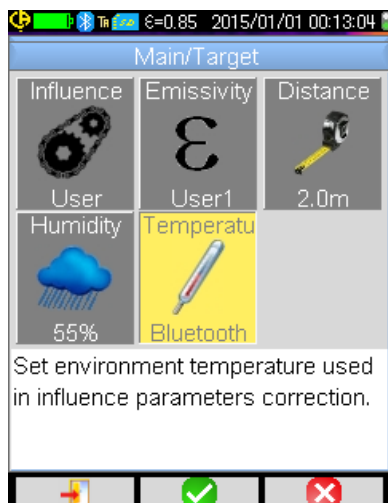 TA ε=0.85 2015/01/01 00:13:04
Main/Target
Influence Emissivity Distance
ε
User User1 2.0m
Humidity Temperatu
55% Bluetooth
Set environment temperature used
in influence parameters correction.